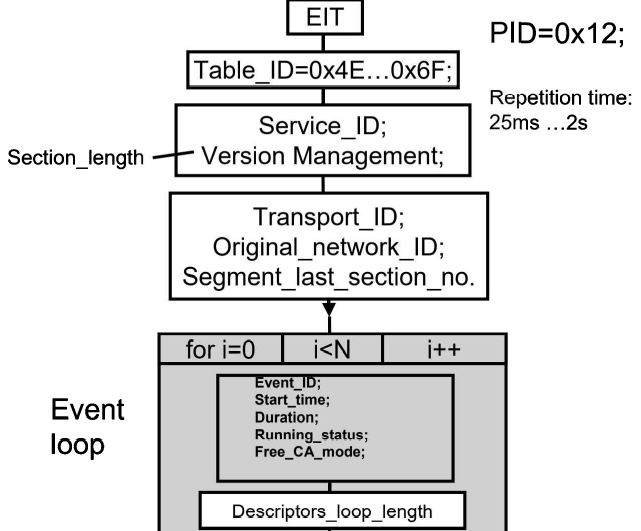 EIT
PID=0x12;
Table_ID=0x4E...0x6F;
Repetition time:
25ms ...2s
Service_ID;
Section_length
Version Management;
Transport_ID;
Original_network_ID;
Segment_last_section_no.
for i=0 i<N i++
Event
loop
Event_ID;
Start_time;
Duration;
Running_status;
Free_CA_mode;
Descriptors_loop_length